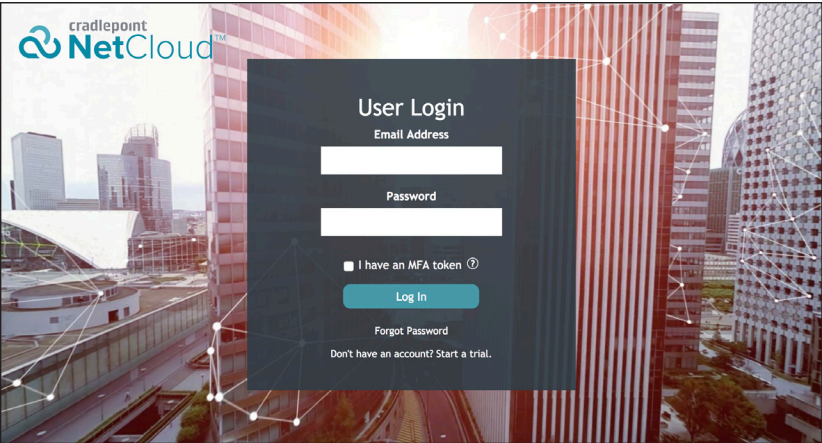 cradlepoint
NetCloud™
User Login
Email Address
Password
I have an MFA token ?
Log In
Forgot Password
Don't have an account? Start a trial.